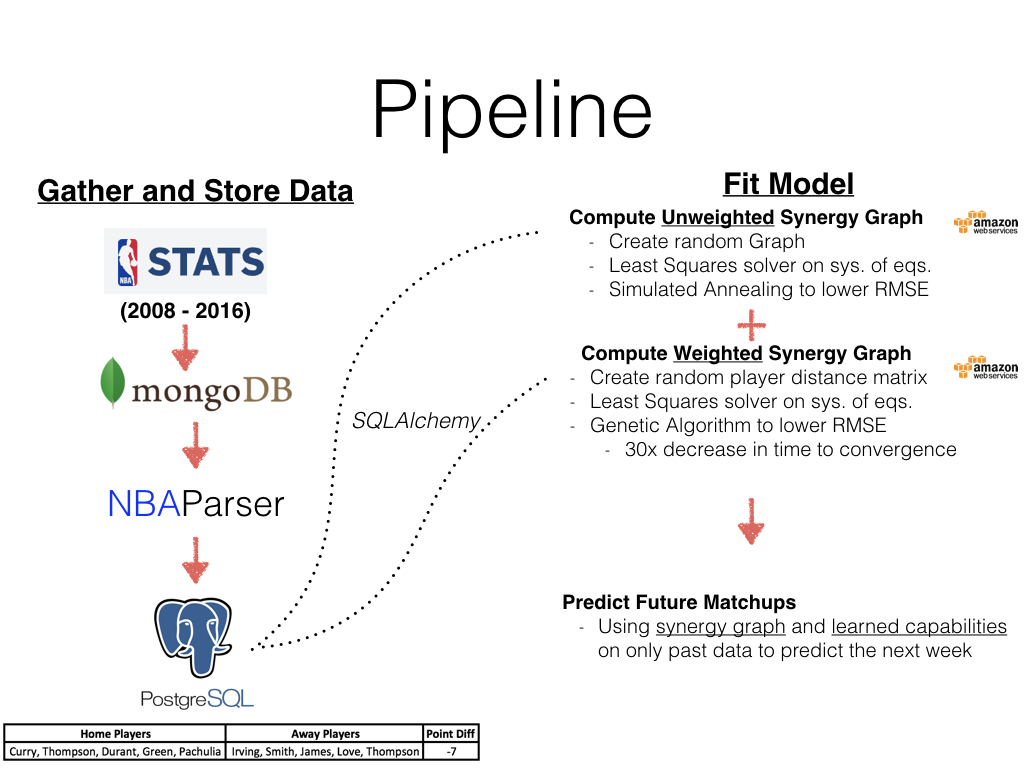 Pipeline
Gather and Store Data
NBA
STATS
(2008 - 2016)
mongoDB
NBAParser
PostgreSQL
SQLAlchemy
Home Players Away Players Point Diff
Curry, Thompson, Durant, Green, Pachulia Irving, Smith, James, Love, Thompson -7
Fit Model
Compute Unweighted Synergy Graph
- Create random Graph
- Least Squares solver on sys. of eqs.
- Simulated Annealing to lower RMSE
amazon
webservices
+
Compute Weighted Synergy Graph
- Create random player distance matrix
- Least Squares solver on sys. of eqs.
- Genetic Algorithm to lower RMSE
- 30x decrease in time to convergence
amazon
webservices
Predict Future Matchups
- Using synergy graph and learned capabilities
on only past data to predict the next week